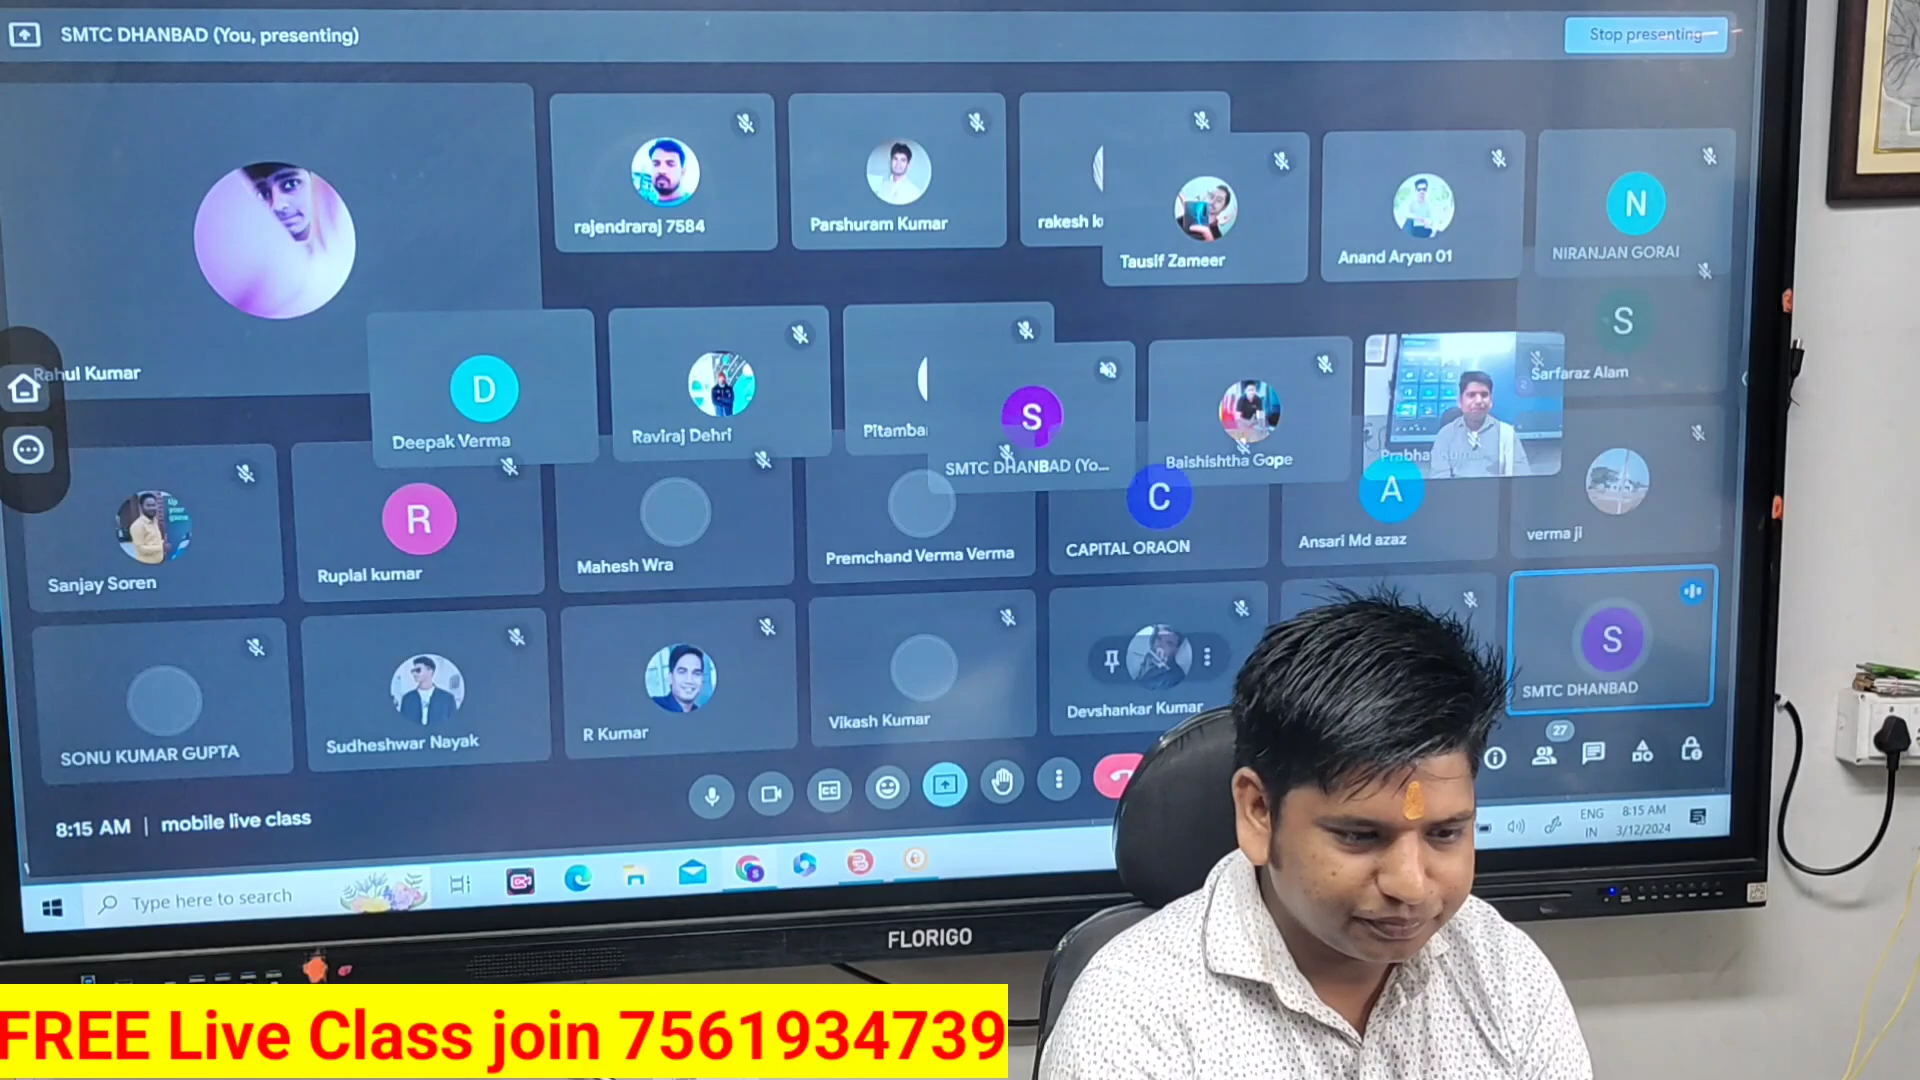 SMTC DHANBAD (You, presenting)
Stop presenting
rajendraraj 7584
Parshuram Kumar
rakesh
Tausif Zameer
Anand Aryan 01
N
NIRANJAN GORAI
S
Sarfaraz Alam
Rahul Kumar
D
Deepak Verma
Raviraj Dehri
Pitamba
S
SMTC DHANBAD (Yo...
Baishishtha Gope
2
Sanjay Soren
R
Ruplal kumar
Mahesh Wra
Premchand Verma Verma
C
CAPITAL ORAON
A
Ansari Md azaz
verma ji
SONU KUMAR GUPTA
Sudheshwar Nayak
R Kumar
Vikash Kumar
Devshankar Kumar
S
SMTC DHANBAD
27
8:15 AM | mobile live class
CC
Type here to search
ENG
IN
8:15 AM
3/12/2024
FLORIGO
FREE Live Class join 7561934739